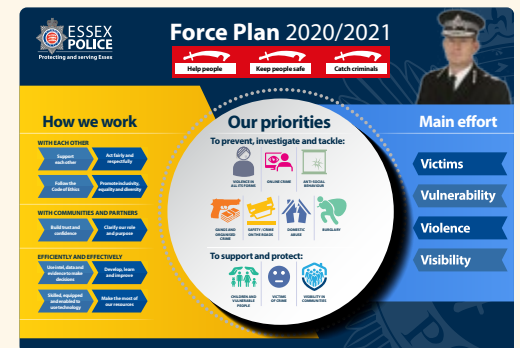 ESSEX
POLICE
Protecting and serving Essex
Force Plan 2020/2021
Help people
Keep people safe
Catch criminals
How we work
WITH EACH OTHER
Support
each other
Act fairly and
respectfully
Follow the
Code of Ethics
Promote inclusivity,
equality and diversity
WITH COMMUNITIES AND PARTNERS
Build trust and
confidence
Clarify our role
and purpose
EFFICIENTLY AND EFFECTIVELY
Use intel, data and
evidence to make
decisions
Develop, learn
and improve
Skilled, equipped
and enabled to
use technology
Make the most of
our resources
Our priorities
To prevent, investigate and tackle:
VIOLENCE IN
ALL ITS FORMS
ONLINE CRIME
ANTI-SOCIAL
BEHAVIOUR
GANGS AND
ORGANISED
CRIME
SAFETY / CRIME
ON THE ROADS
DOMESTIC
ABUSE
BURGLARY
To support and protect:
CHILDREN AND
VULNERABLE
PEOPLE
VICTIMS
OF CRIME
VISIBILITY IN
COMMUNITIES
Main effort
Victims
Vulnerability
Violence
Visibility